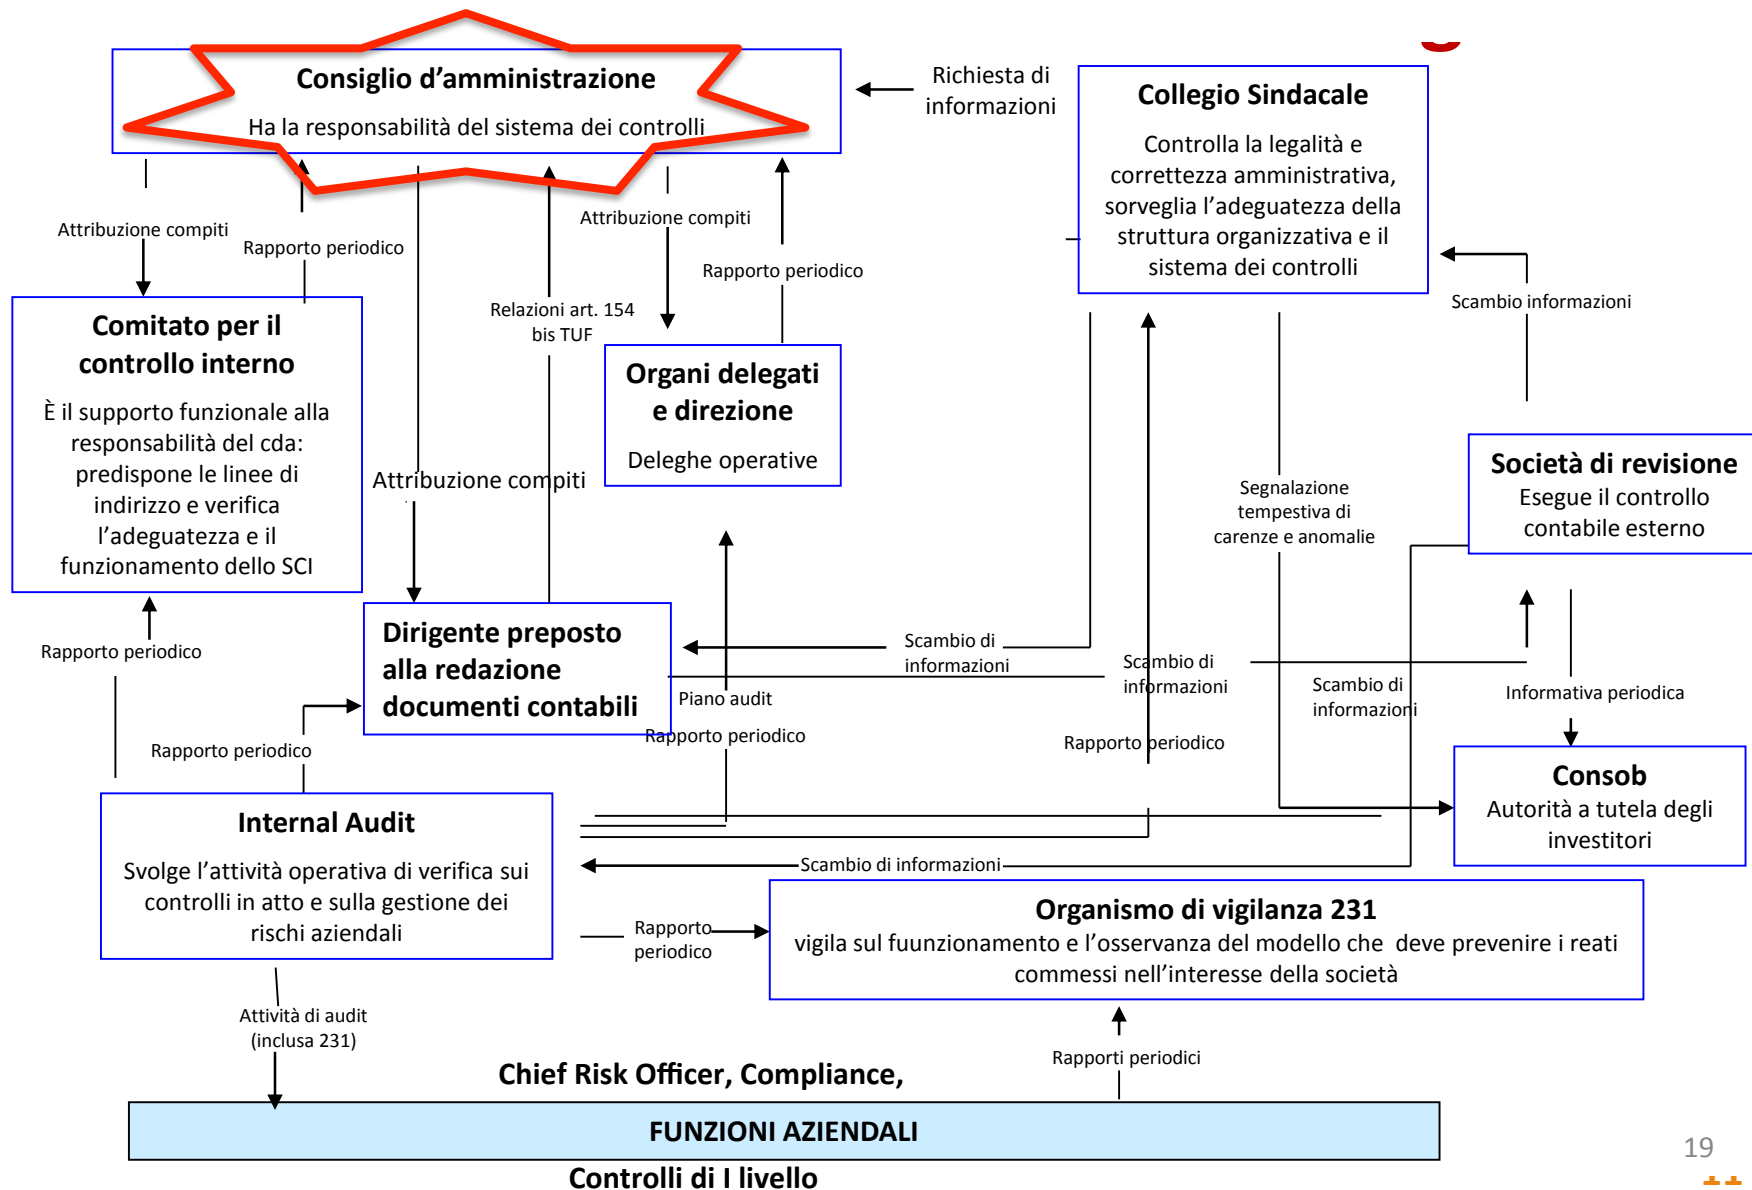 Consiglio d’amministrazione
Ha la responsabilità del sistema dei controlli
Richiesta di
informazioni
Collegio Sindacale
Controlla la legalità e
correttezza amministrativa,
sorveglia l’adeguatezza della
struttura organizzativa e il
sistema dei controlli
Attribuzione compiti
Rapporto periodico
Attribuzione compiti
Rapporto periodico
Scambio informazioni
Relazioni art. 154
bis TUF
Comitato per il
controllo interno
È il supporto funzionale alla
responsabilità del cda:
predispone le linee di
indirizzo e verifica
l’adeguatezza e il
funzionamento dello SCI
Organi delegati
e direzione
Deleghe operative
Attribuzione compiti
Segnalazione
tempestiva di
carenze e anomalie
Società di revisione
Esegue il controllo
contabile esterno
Rapporto periodico
Dirigente preposto
alla redazione
documenti contabili
Scambio di
informazioni
Scambio di
informazioni
Scambio di
informazioni
Informativa periodica
Piano audit
Rapporto periodico
Rapporto periodico
Rapporto periodico
Consob
Autorità a tutela degli
investitori
Internal Audit
Svolge l’attività operativa di verifica sui
controlli in atto e sulla gestione dei
rischi aziendali
Scambio di informazioni
Rapporto
periodico
Organismo di vigilanza 231
vigila sul fuunzionamento e l’osservanza del modello che deve prevenire i reati
commessi nell’interesse della società
Attività di audit
(inclusa 231)
Rapporti periodici
Chief Risk Officer, Compliance,
FUNZIONI AZIENDALI
Controlli di I livello
19